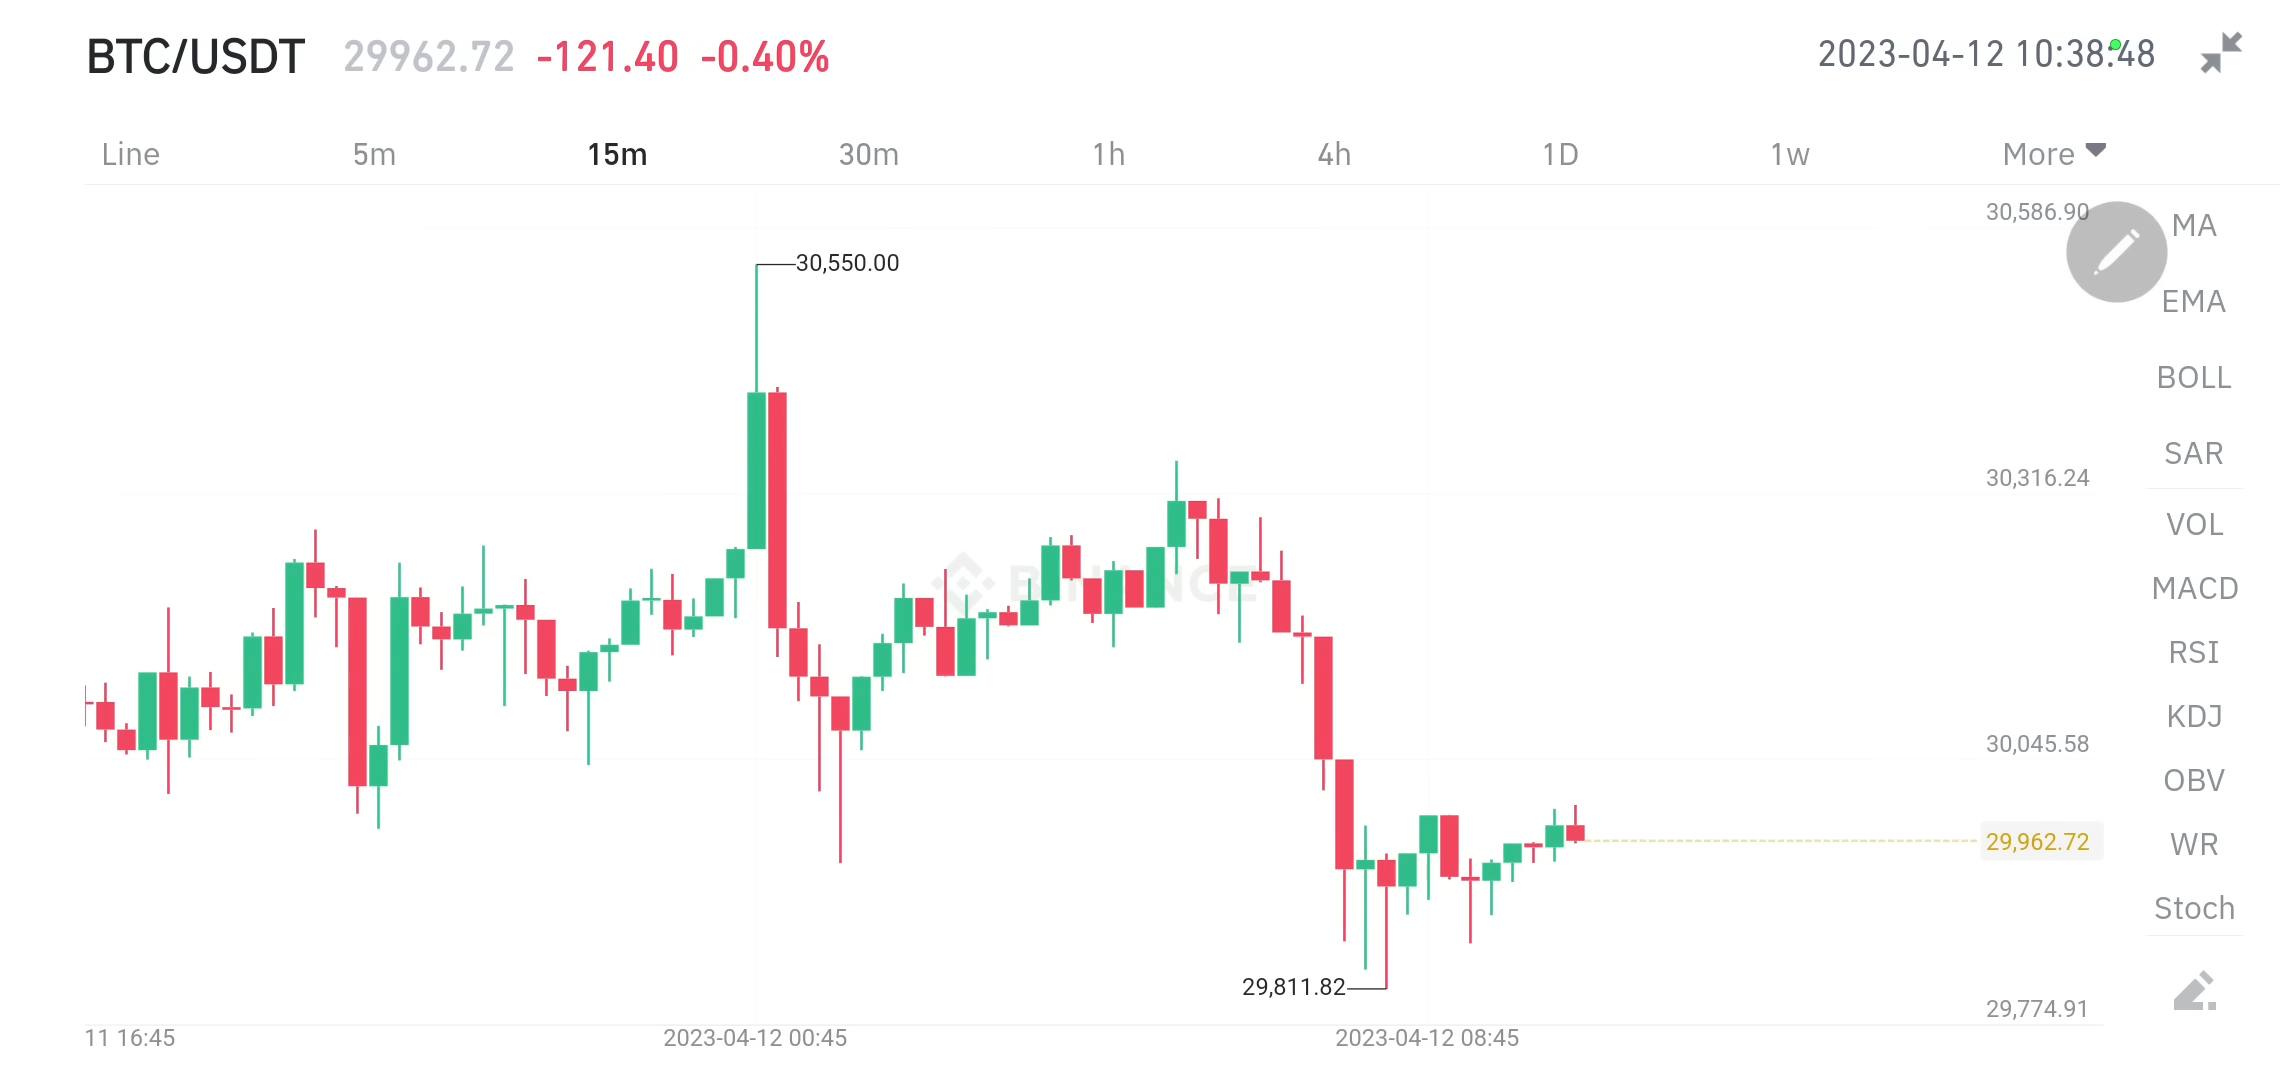 BTC/USDT 29962.72 -121.40 -0.40% 2023-04-12 10:38:48
Line 5m 15m 30m 1h 4h 1D 1w More
30,586.90
MA
30,550.00
EMA
BOLL
SAR
30,316.24
VOL
BINANCE
MACD
RSI
KDJ
30,045.58
OBV
29,962.72
WR
Stoch
29,811.82
29,774.91
11 16:45 2023-04-12 00:45 2023-04-12 08:45